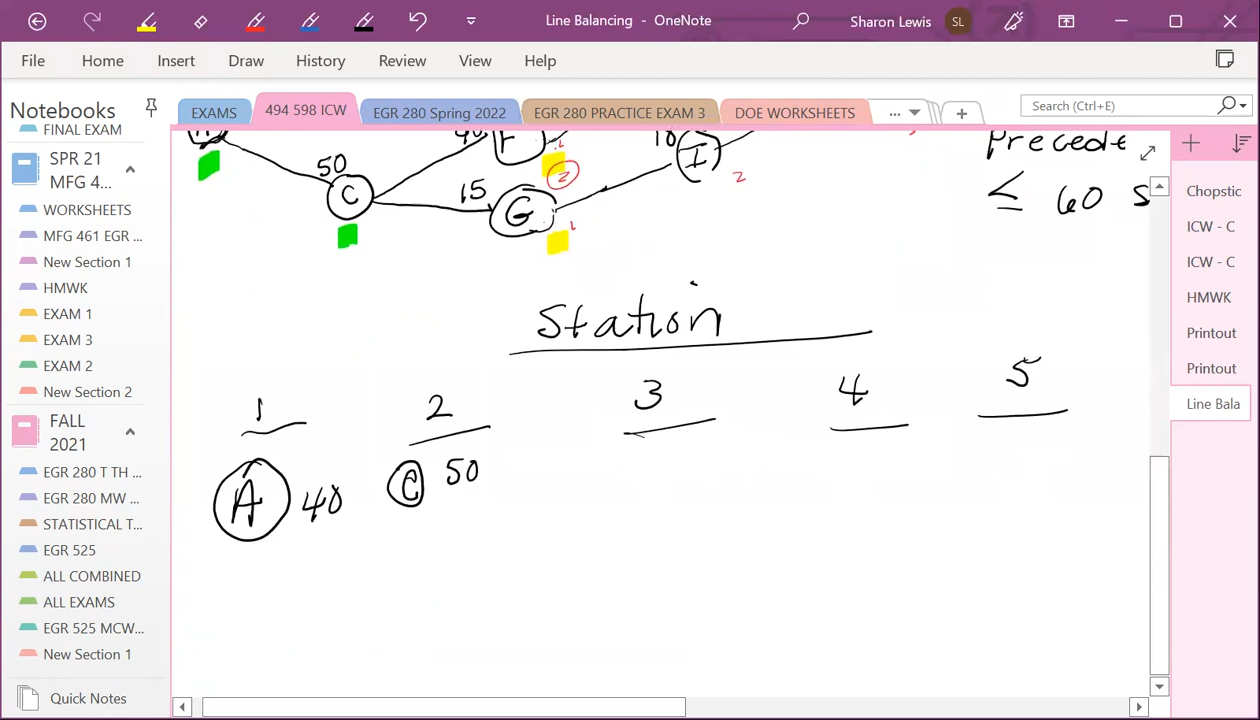 Line Balancing - OneNote
Sharon Lewis SL
File Home Insert Draw History Review View Help
Notebooks
EXAMS 494 598 ICW EGR 280 Spring 2022 EGR 280 PRACTICE EXAM 3 DOE WORKSHEETS ...
Search (Ctrl+E)
FINAL EXAM
SPR 21
MFG 4...
WORKSHEETS
MFG 461 EGR ...
New Section 1
HMWK
EXAM 1
EXAM 3
EXAM 2
New Section 2
FALL
2021
EGR 280 T TH ...
EGR 280 MW ...
STATISTICAL T...
EGR 525
ALL COMBINED
ALL EXAMS
EGR 525 MCW...
New Section 1
Quick Notes
F 1 10 I 2
Precede
50 C 2
15 G 1
≤ 60 S
Station
1 2 3 4 5
A 40 C 50
Chopstic
ICW - C
ICW - C
HMWK
Printout
Printout
Line Bala